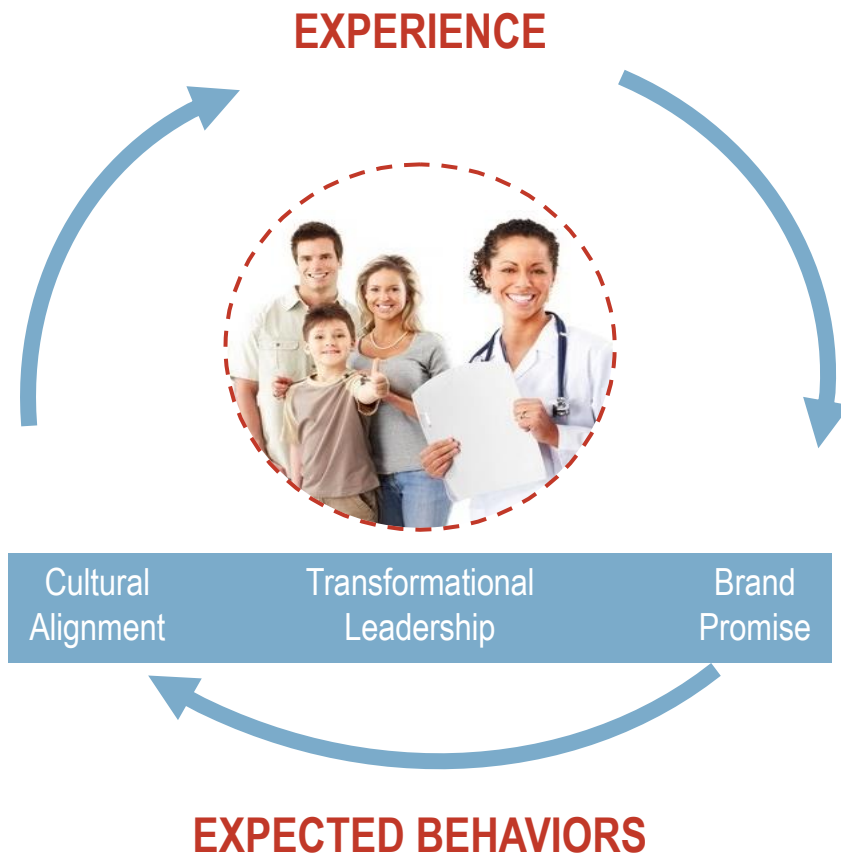 EXPERIENCE
Cultural
Alignment
Transformational
Leadership
Brand
Promise
EXPECTED BEHAVIORS